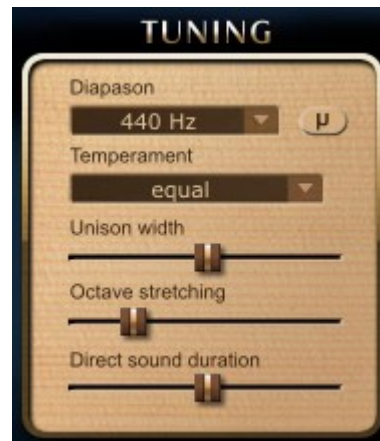 TUNING
Diapason
440 Hz
μ
Temperament
equal
Unison width
Octave stretching
Direct sound duration